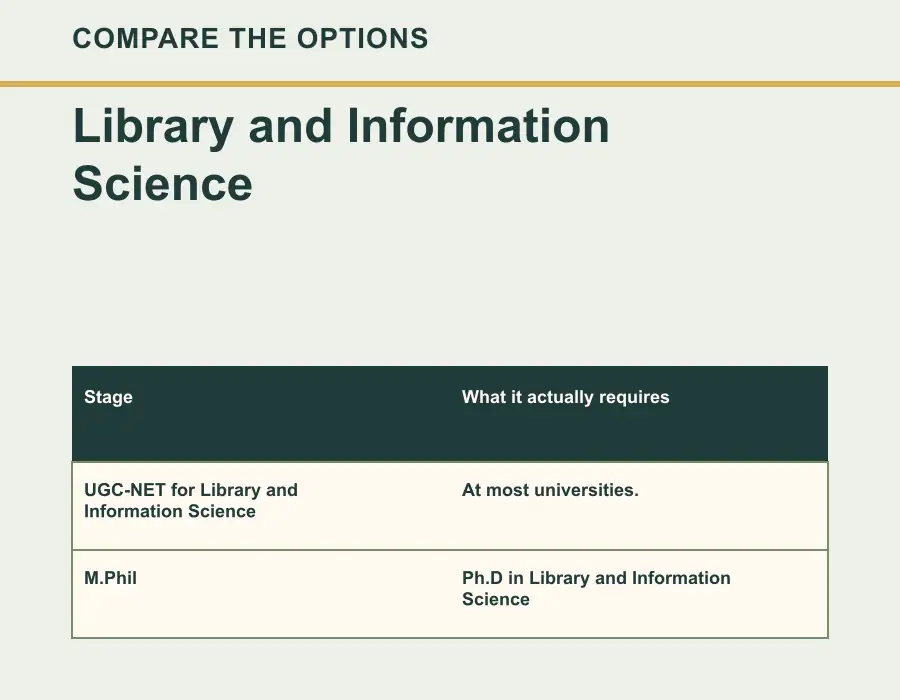 COMPARE THE OPTIONS
Library and Information
Science
Stage
What it actually requires
UGC-NET for Library and
Information Science
At most universities.
M.Phil
Ph.D in Library and Information
Science